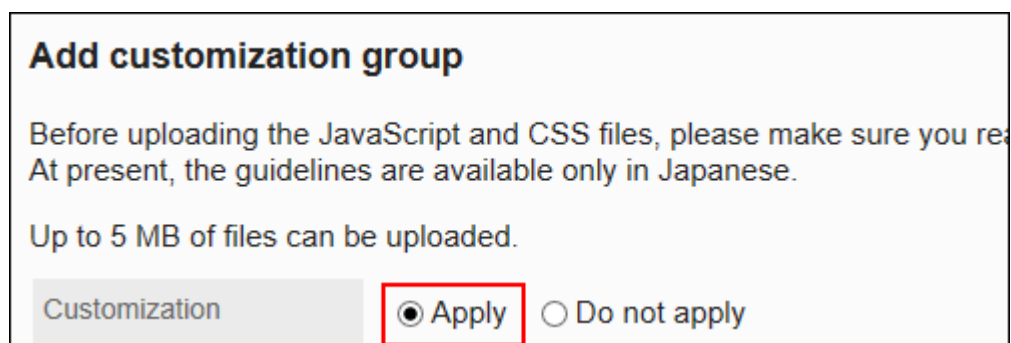 Add customization group
Before uploading the JavaScript and CSS files, please make sure you
At present, the guidelines are available only in Japanese.
Up to 5 MB of files can be uploaded.
Customization
Apply Do not apply